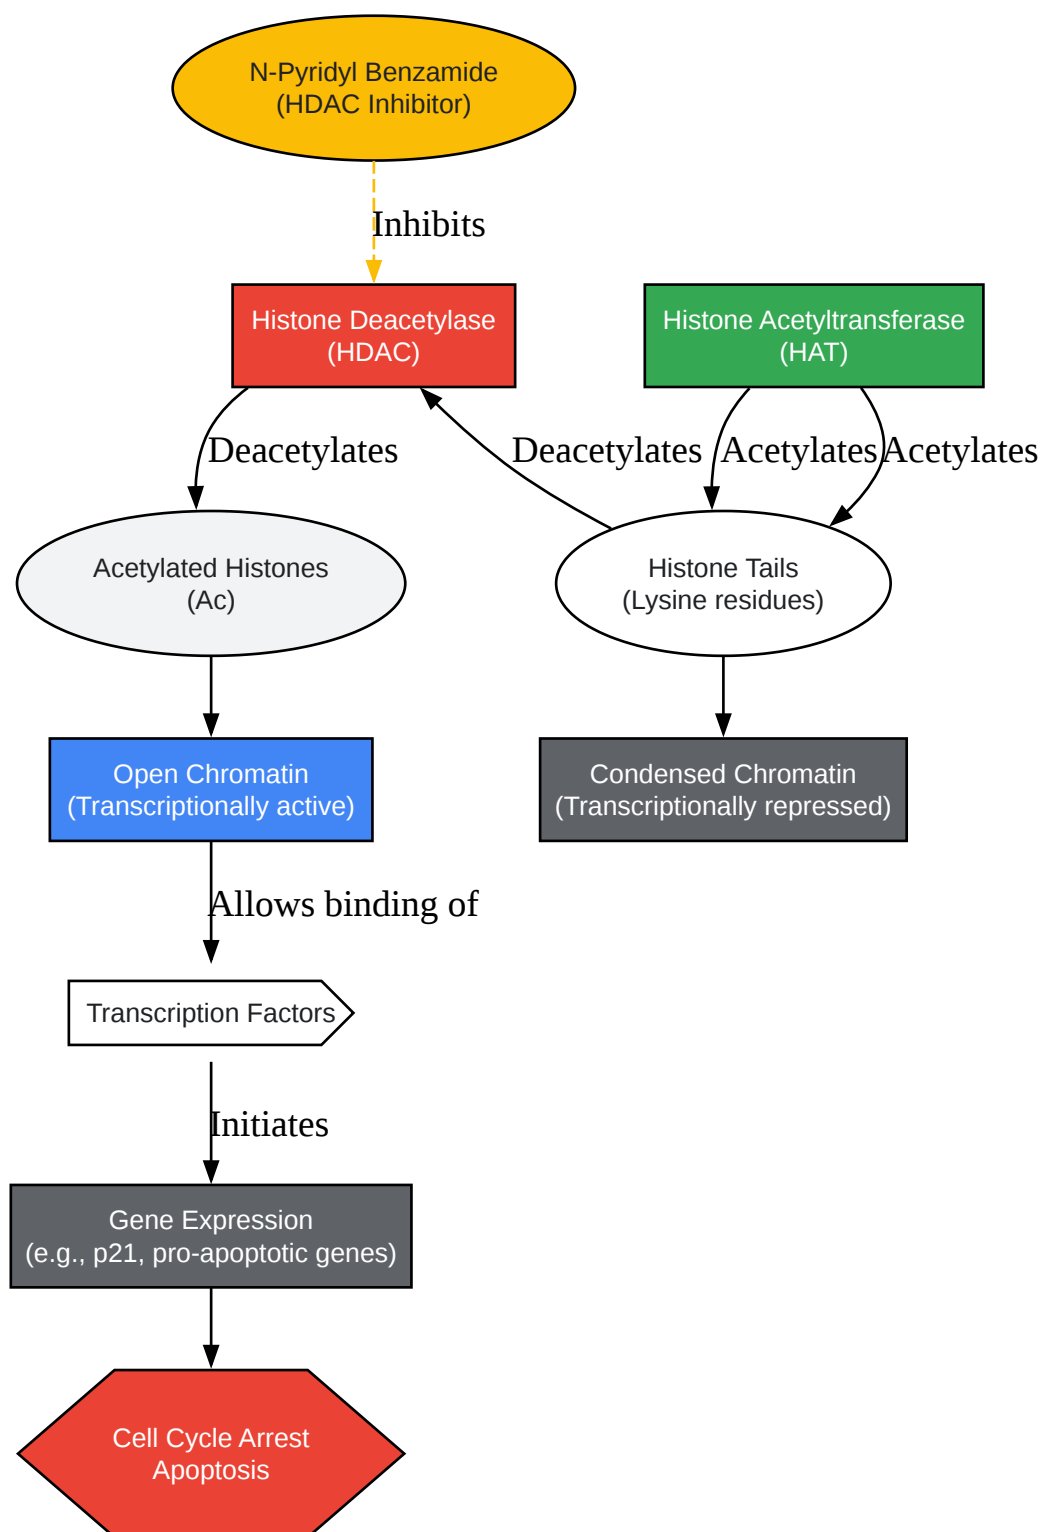 N-Pyridyl Benzamide
(HDAC Inhibitor)
Inhibits
Histone Deacetylase
(HDAC)
Histone Acetyltransferase
(HAT)
Deacetylates
Deacetylates
Acetylates
Acetylates
Acetylated Histones
(Ac)
Histone Tails
(Lysine residues)
Open Chromatin
(Transcriptionally active)
Condensed Chromatin
(Transcriptionally repressed)
Allows binding of
Transcription Factors
Initiates
Gene Expression
(e.g., p21, pro-apoptotic genes)
Cell Cycle Arrest
Apoptosis